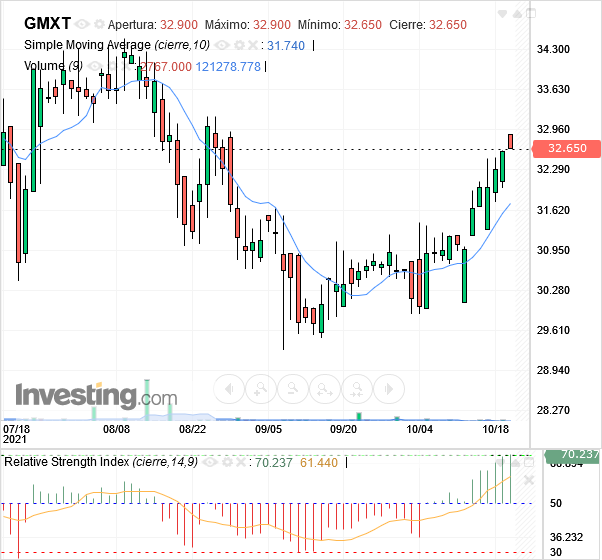 GMXT Apertura: 32.900 Máximo: 32.900 Mínimo: 32.650 Cierre: 32.650
Simple Moving Average (cierre,10) : 31.740
Volume (9) : 2767.000 121278.778
34.300
33.630
32.960
32.650
32.290
31.620
30.950
30.280
29.610
28.940
28.270
Investing.com
07/18 08/08 08/22 09/05 09/20 10/04 10/18
2021
Relative Strength Index (cierre,14,9) : 70.237 61.440
70.237
50
36.232
30